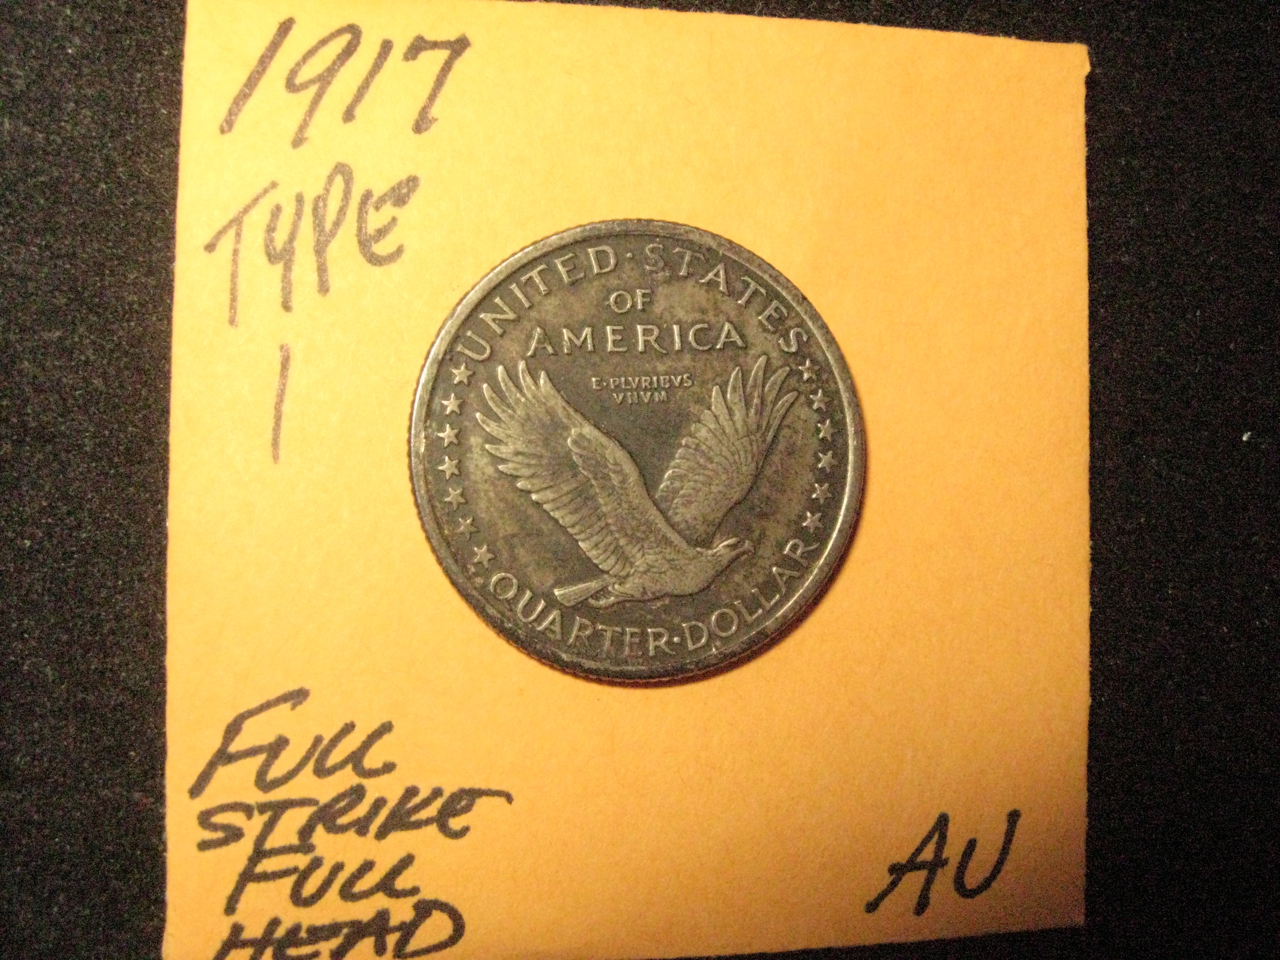 1917
TYPE
1
UNITED·STATES
OF
AMERICA
E·PLVRIBVS
VNVM
QUARTER·DOLLAR
FULL
STRIKE
FULL
HEAD
AU